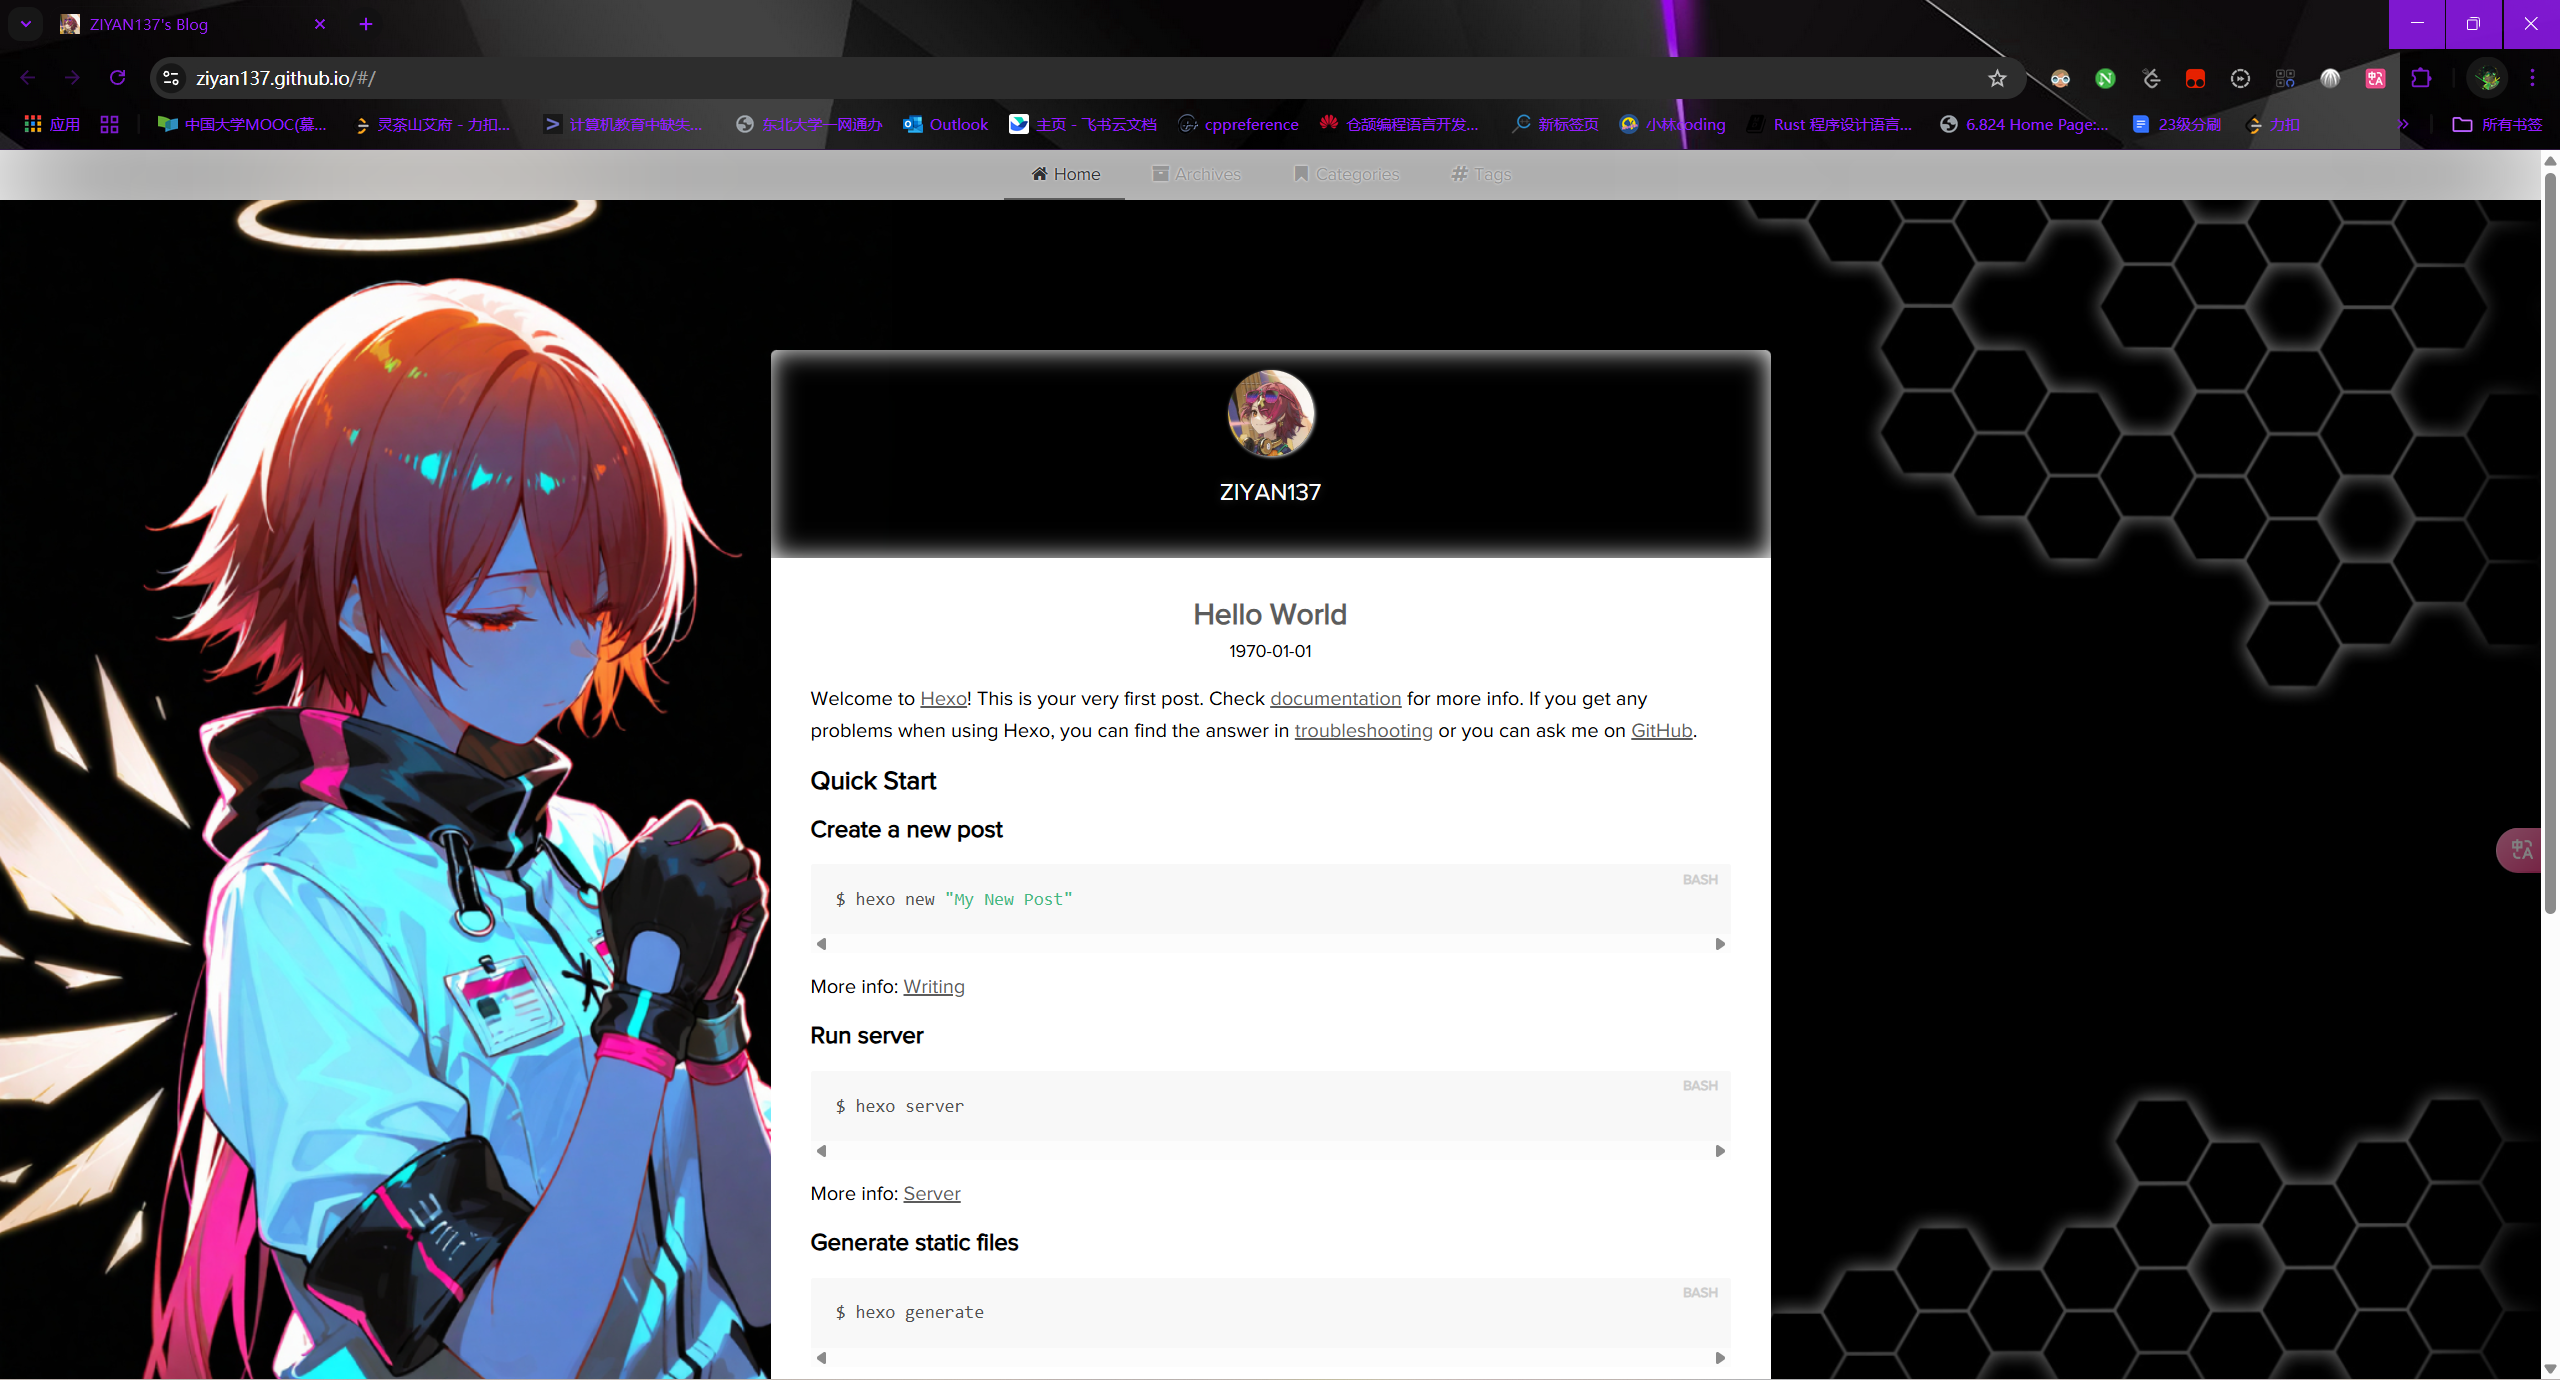 ZIYAN137's Blog
ziyan137.github.io/#/
应用
中国大学MOOC(慕...
灵茶山艾府 - 力扣...
计算机教育中缺失...
东北大学一网通办
Outlook
主页 - 飞书云文档
cppreference
仓颉编程语言开发...
新标签页
小林coding
Rust 程序设计语言...
6.824 Home Page:...
23级分刷
力扣
所有书签
Home
Archives
Categories
Tags
ZIYAN137
Hello World
1970-01-01
Welcome to Hexo! This is your very first post. Check documentation for more info. If you get any
problems when using Hexo, you can find the answer in troubleshooting or you can ask me on GitHub.
Quick Start
Create a new post
BASH
$ hexo new "My New Post"
More info: Writing
Run server
BASH
$ hexo server
More info: Server
Generate static files
BASH
$ hexo generate